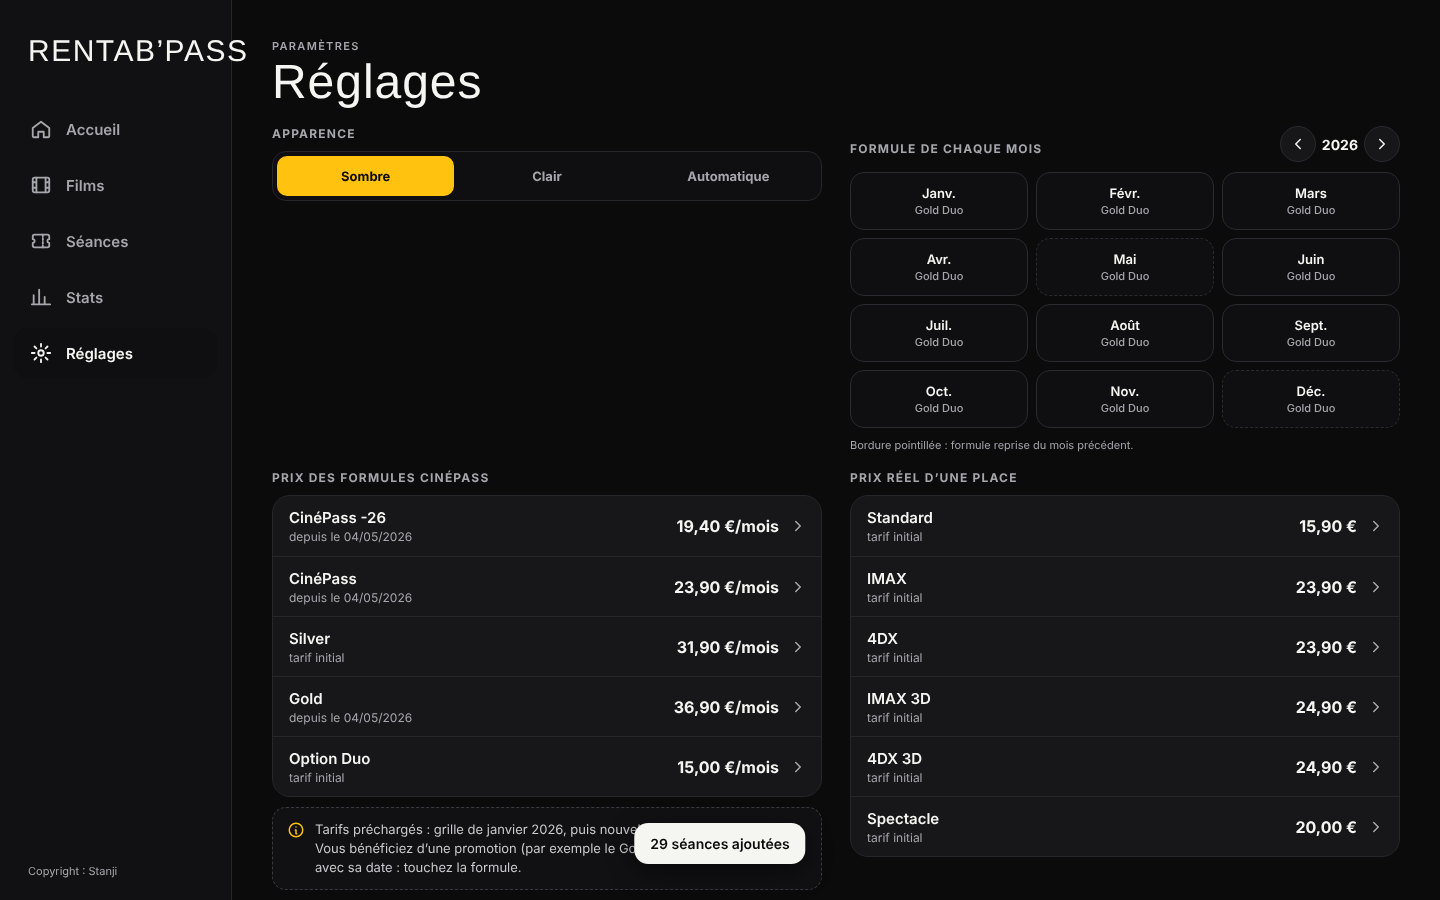 RENTAB’PASS
Accueil
Films
Séances
Stats
Réglages
Copyright : Stanji
PARAMÈTRES
Réglages
APPARENCE
Sombre
Clair
Automatique
FORMULE DE CHAQUE MOIS
2026
Janv.
Gold Duo
Févr.
Gold Duo
Mars
Gold Duo
Avr.
Gold Duo
Mai
Gold Duo
Juin
Gold Duo
Juil.
Gold Duo
Août
Gold Duo
Sept.
Gold Duo
Oct.
Gold Duo
Nov.
Gold Duo
Déc.
Gold Duo
Bordure pointillée : formule reprise du mois précédent.
PRIX DES FORMULES CINÉPASS
CinéPass -26
depuis le 04/05/2026
19,40 €/mois
CinéPass
depuis le 04/05/2026
23,90 €/mois
Silver
tarif initial
31,90 €/mois
Gold
depuis le 04/05/2026
36,90 €/mois
Option Duo
tarif initial
15,00 €/mois
Tarifs préchargés : grille de janvier 2026, puis
Vous bénéficiez d’une promotion (par exemple le
avec sa date : touchez la formule.
29 séances ajoutées
PRIX RÉEL D’UNE PLACE
Standard
tarif initial
15,90 €
IMAX
tarif initial
23,90 €
4DX
tarif initial
23,90 €
IMAX 3D
tarif initial
24,90 €
4DX 3D
tarif initial
24,90 €
Spectacle
tarif initial
20,00 €